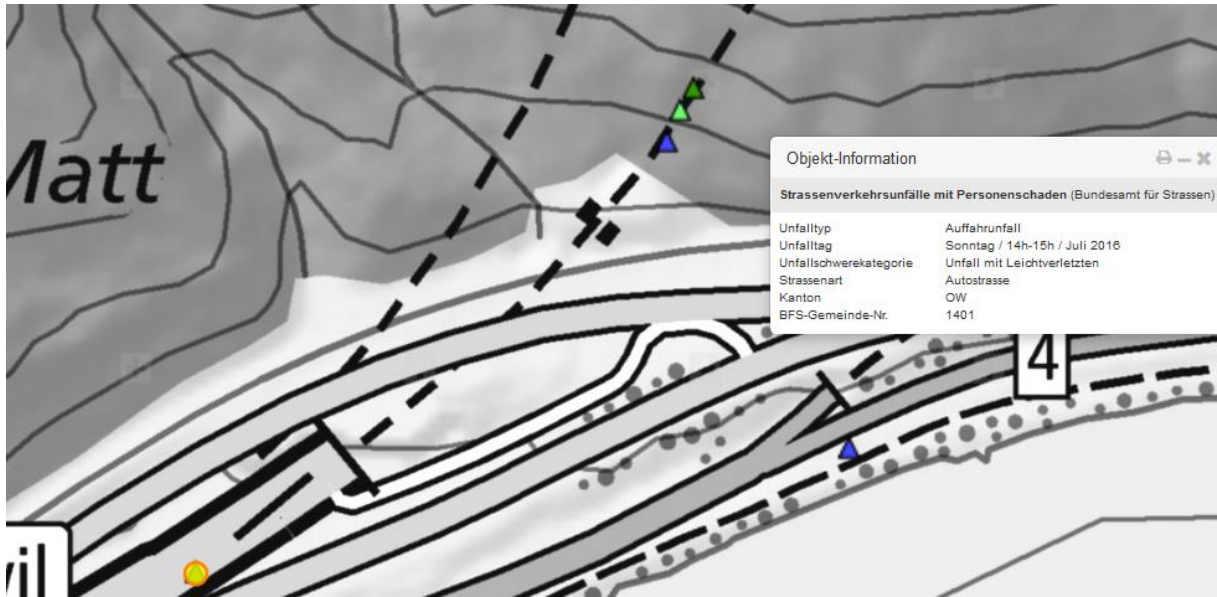 Matt
Objekt-Information
Strassenverkehrsunfälle mit Personenschaden (Bundesamt für Strassen)
Unfalltyp Auffahrunfall
Unfalltag Sonntag / 14h-15h / Juli 2016
Unfallschwerekategorie Unfall mit Leichtverletzten
Strassenart Autostrasse
Kanton OW
BFS-Gemeinde-Nr. 1401
4
vil